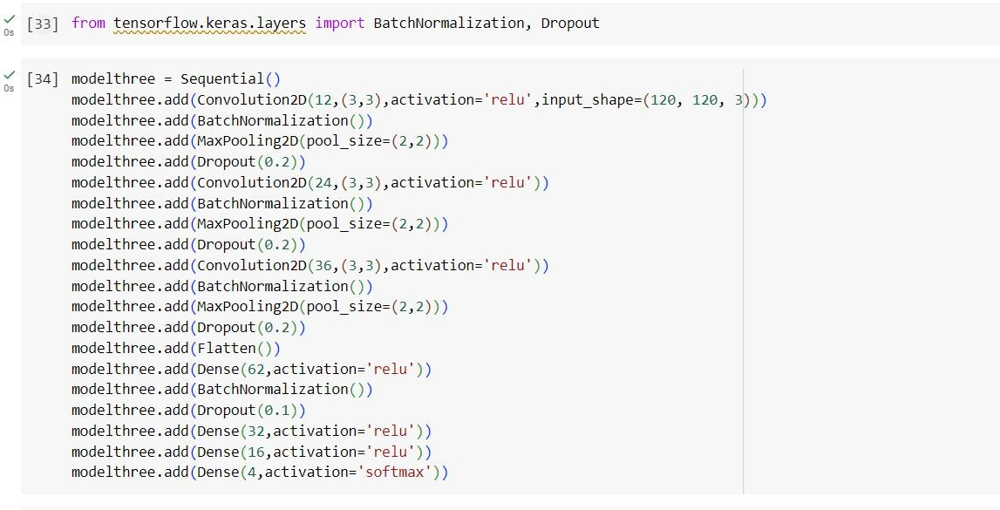 [33] from tensorflow.keras.layers import BatchNormalization, Dropout
0s
[34] modelthree = Sequential()
0s
modelthree.add(Convolution2D(12,(3,3),activation='relu',input_shape=(120, 120, 3)))
modelthree.add(BatchNormalization())
modelthree.add(MaxPooling2D(pool_size=(2,2)))
modelthree.add(Dropout(0.2))
modelthree.add(Convolution2D(24,(3,3),activation='relu'))
modelthree.add(BatchNormalization())
modelthree.add(MaxPooling2D(pool_size=(2,2)))
modelthree.add(Dropout(0.2))
modelthree.add(Convolution2D(36,(3,3),activation='relu'))
modelthree.add(BatchNormalization())
modelthree.add(MaxPooling2D(pool_size=(2,2)))
modelthree.add(Dropout(0.2))
modelthree.add(Flatten())
modelthree.add(Dense(62,activation='relu'))
modelthree.add(BatchNormalization())
modelthree.add(Dropout(0.1))
modelthree.add(Dense(32,activation='relu'))
modelthree.add(Dense(16,activation='relu'))
modelthree.add(Dense(4,activation='softmax'))